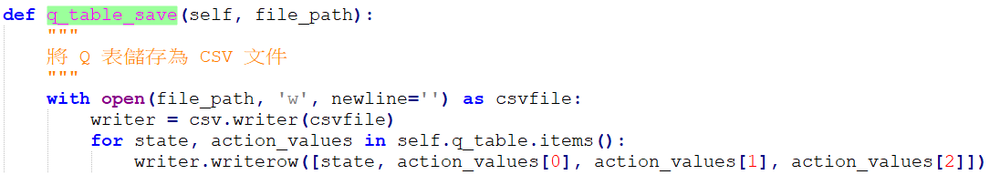 def q_table_save(self, file_path):
    """
    將 Q 表儲存為 CSV 文件
    """
    with open(file_path, 'w', newline='') as csvfile:
        writer = csv.writer(csvfile)
        for state, action_values in self.q_table.items():
            writer.writerow([state, action_values[0], action_values[1], action_values[2]])